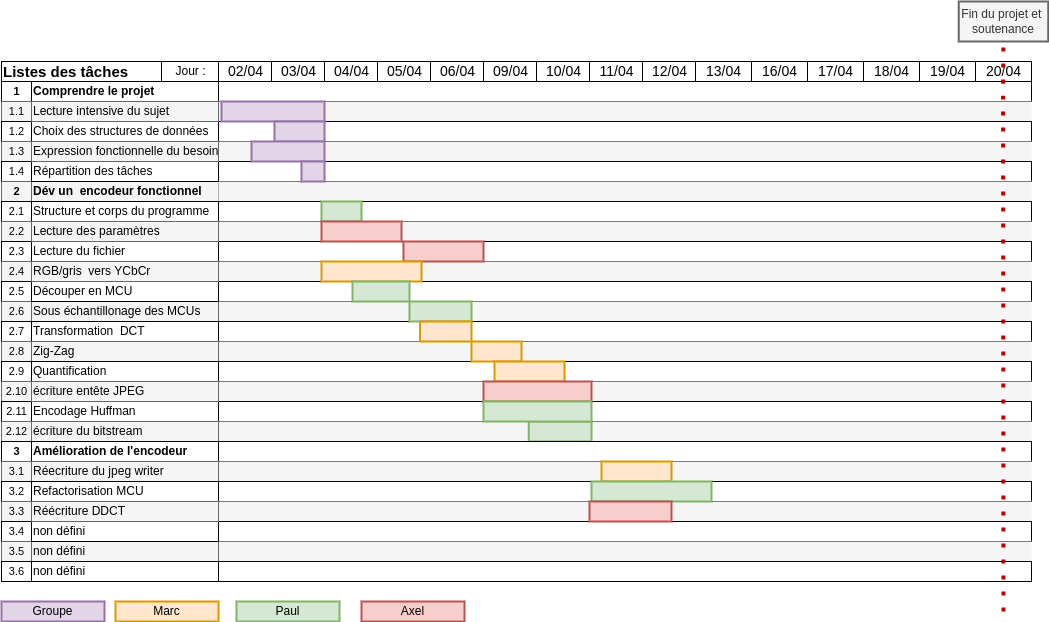 Fin du projet et
soutenance
Listes des tâches Jour : 02/04 03/04 04/04 05/04 06/04 09/04 10/04 11/04 12/04 13/04 16/04 17/04 18/04 19/04 20/04
1 Comprendre le projet
1.1 Lecture intensive du sujet
1.2 Choix des structures de données
1.3 Expression fonctionnelle du besoin
1.4 Répartition des tâches
2 Dév un encodeur fonctionnel
2.1 Structure et corps du programme
2.2 Lecture des paramètres
2.3 Lecture du fichier
2.4 RGB/gris vers YCbCr
2.5 Découper en MCU
2.6 Sous échantillonage des MCUs
2.7 Transformation DCT
2.8 Zig-Zag
2.9 Quantification
2.10 écriture entête JPEG
2.11 Encodage Huffman
2.12 écriture du bitstream
3 Amélioration de l'encodeur
3.1 Réecriture du jpeg writer
3.2 Refactorisation MCU
3.3 Réécriture DDCT
3.4 non défini
3.5 non défini
3.6 non défini
Groupe Marc Paul Axel